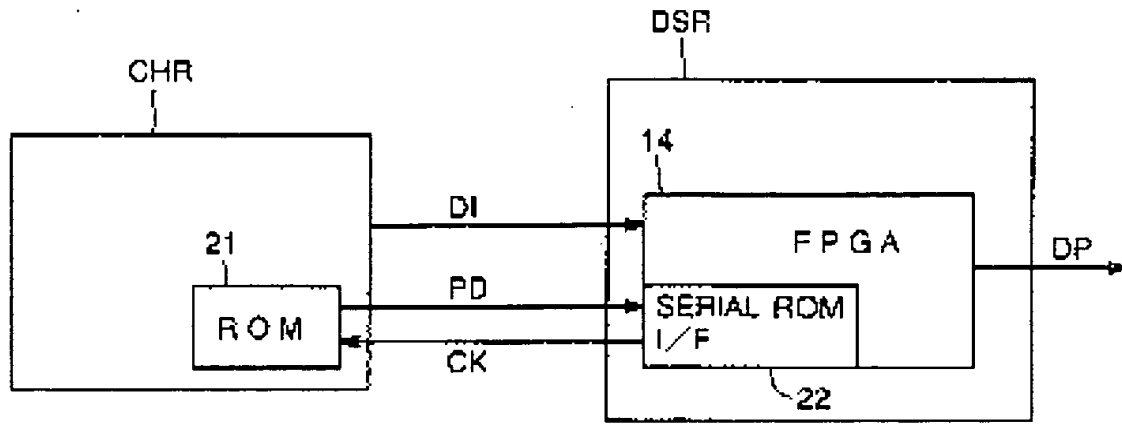 DSR
CHR
14
DI
FPGA
21
DP
PD
SERIAL ROM
I/F
ROM
CK
22